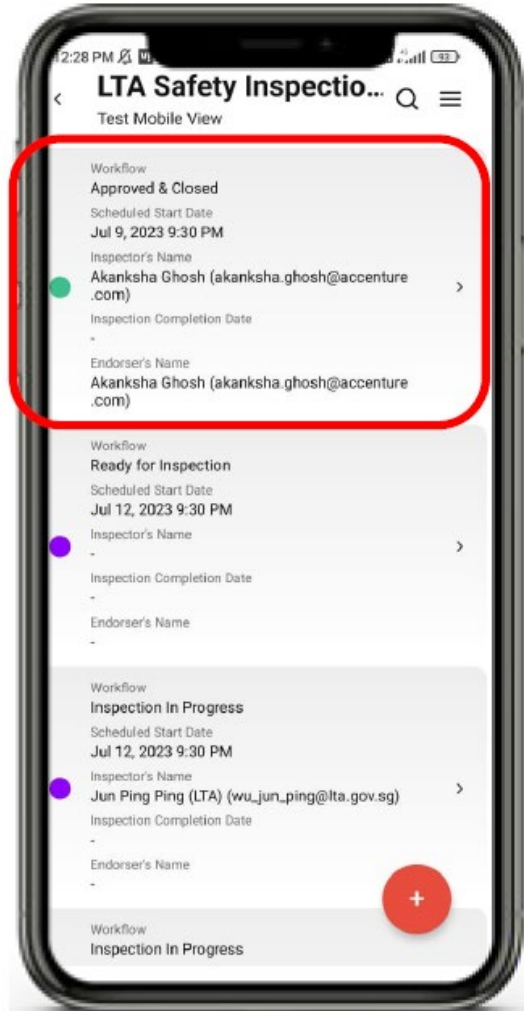 12:28 PM
93
LTA Safety Inspectio...
Test Mobile View
Workflow
Approved & Closed
Scheduled Start Date
Jul 9, 2023 9:30 PM
Inspector's Name
Akanksha Ghosh (akanksha.ghosh@accenture
.com)
Inspection Completion Date
-
Endorser's Name
Akanksha Ghosh (akanksha.ghosh@accenture
.com)
Workflow
Ready for Inspection
Scheduled Start Date
Jul 12, 2023 9:30 PM
Inspector's Name
-
Inspection Completion Date
-
Endorser's Name
-
Workflow
Inspection In Progress
Scheduled Start Date
Jul 12, 2023 9:30 PM
Inspector's Name
Jun Ping Ping (LTA) (wu_jun_ping@lta.gov.sg)
Inspection Completion Date
-
Endorser's Name
-
+
Workflow
Inspection In Progress